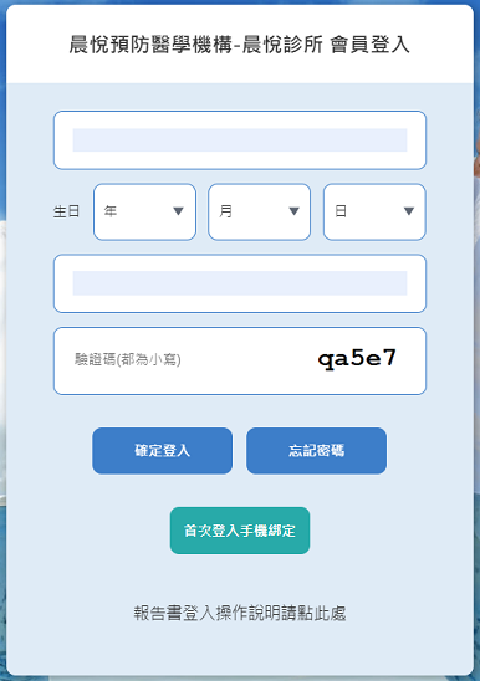 晨悅預防醫學機構-晨悅診所 會員登入
生日 年 月 日
驗證碼(都為小寫) qa5e7
確定登入 忘記密碼
首次登入手機綁定
報告書登入操作說明請點此處